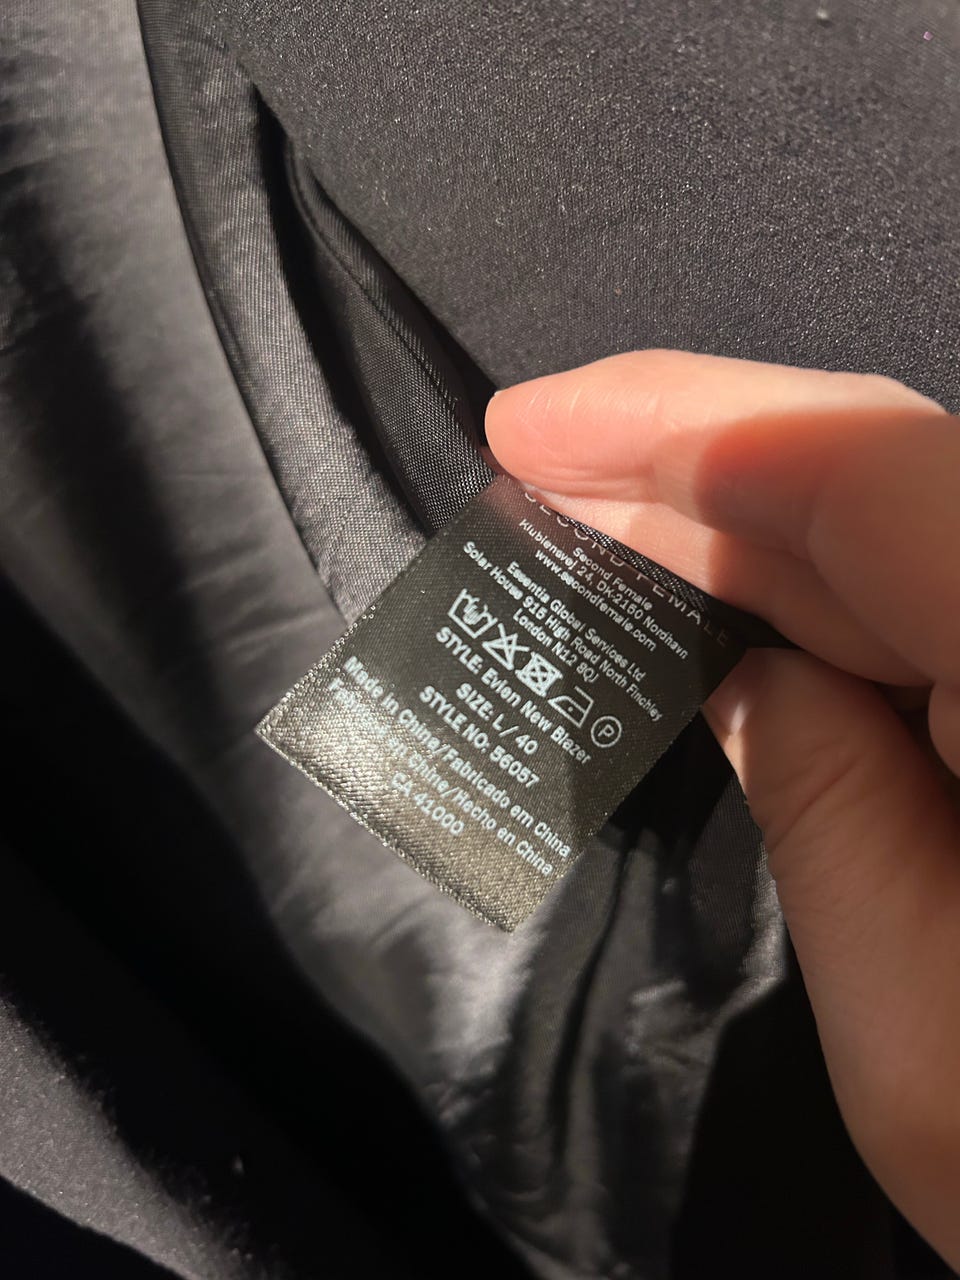 SECOND FEMALE
Second Female
Klubiensvej 24, DK-2150 Nordhavn
www.secondfemale.com
Essentia Global Services Ltd
Solar House 915 High Road North Finchley
London N12 8QJ
P
STYLE: Evien New Blazer
SIZE: L / 40
STYLE NO: 56057
Made in China/Fabricado em China
Fabriqué en Chine/Hecho en China
CA 41000